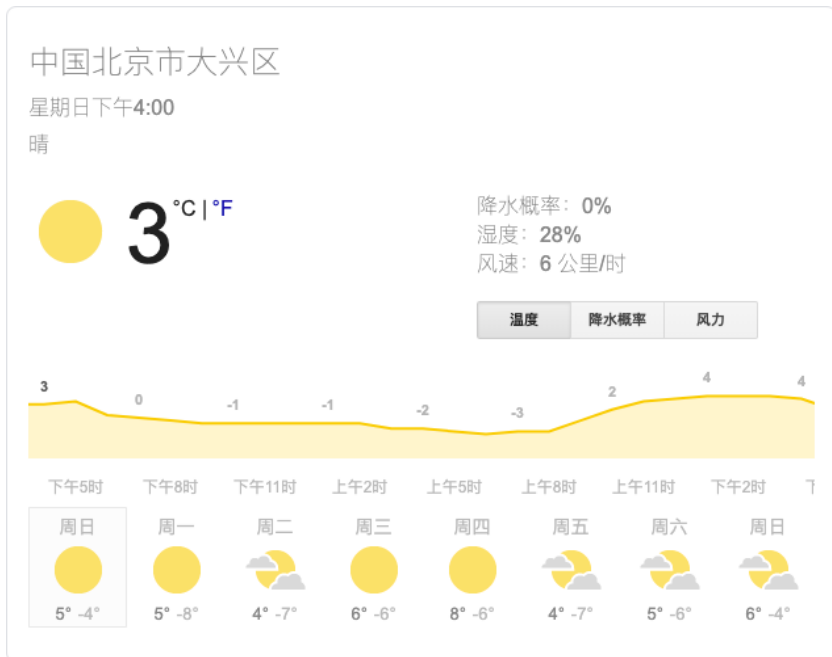 中国北京市大兴区
星期日下午4:00
晴
3 °C | °F
降水概率：0%
湿度：28%
风速：6 公里/时
温度 降水概率 风力
3 0 -1 -1 -2 -3 2 4 4
下午5时 下午8时 下午11时 上午2时 上午5时 上午8时 上午11时 下午2时
周日 周一 周二 周三 周四 周五 周六 周日
5° -4° 5° -8° 4° -7° 6° -6° 8° -6° 4° -7° 5° -6° 6° -4°